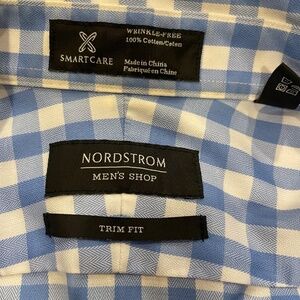 WRINKLE-FREE
100% Cotton/Coton
SMARTCARE
Made in China
Fabriqué en Chine
NORDSTROM
MEN'S SHOP
TRIM FIT